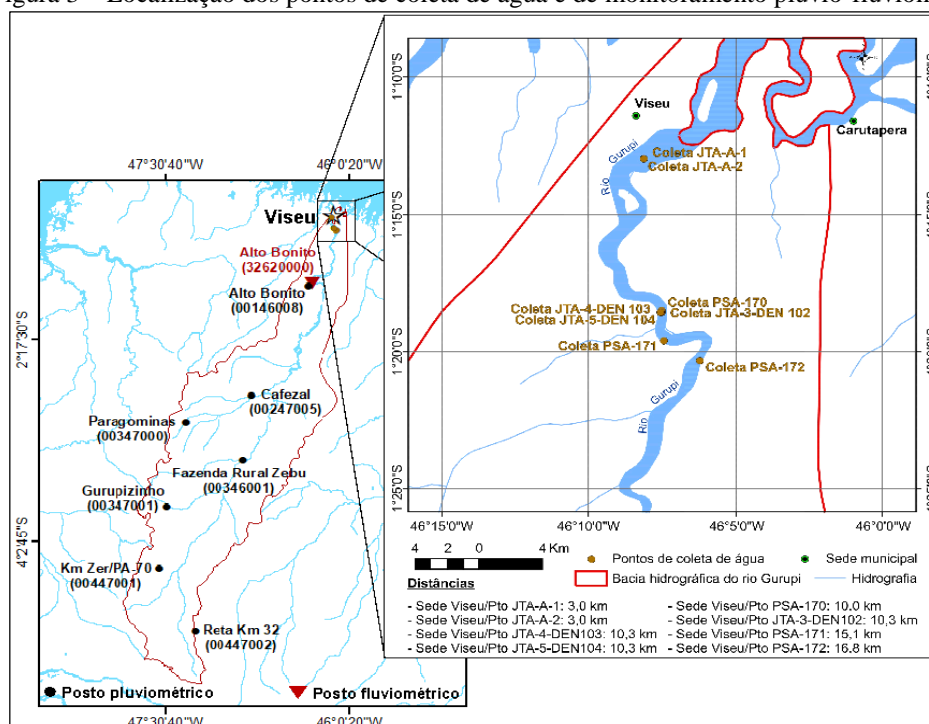 Localização dos pontos de coleta de água e de monitoramento pluvio-fluviom
47°30'40"W
46°0'20"W
Viseu
Alto Bonito
(32620000)
Alto Bonito
(00146008)
2°17'30"S
Cafezal
(00247005)
Paragominas
(00347000)
Fazenda Rural Zebu
(00346001)
Gurupizinho
(00347001)
4°2'45"S
Km Zer/PA-70
(00447001)
Reta Km 32
(00447002)
Posto pluviométrico
Posto fluviométrico
47°30'40"W
46°0'20"W
1°10'0"S
Viseu
Carutapera
Rio Gurupi
Coleta JTA-A-1
Coleta JTA-A-2
1°15'0"S
Coleta JTA-4-DEN 103
Coleta PSA-170
Coleta JTA-5-DEN 104
Coleta JTA-3-DEN 102
Coleta PSA-171
1°20'0"S
Coleta PSA-172
Rio Gurupi
1°25'0"S
46°15'0"W
46°10'0"W
46°5'0"W
46°0'0"W
4 2 0 4 Km
Pontos de coleta de água
Sede municipal
Bacia hidrográfica do rio Gurupi
Hidrografia
Distâncias
- Sede Viseu/Pto JTA-A-1: 3,0 km
- Sede Viseu/Pto JTA-A-2: 3,0 km
- Sede Viseu/Pto JTA-4-DEN103: 10,3 km
- Sede Viseu/Pto JTA-5-DEN104: 10,3 km
- Sede Viseu/Pto PSA-170: 10.0 km
- Sede Viseu/Pto JTA-3-DEN102: 10,3 km
- Sede Viseu/Pto PSA-171: 15,1 km
- Sede Viseu/Pto PSA-172: 16.8 km